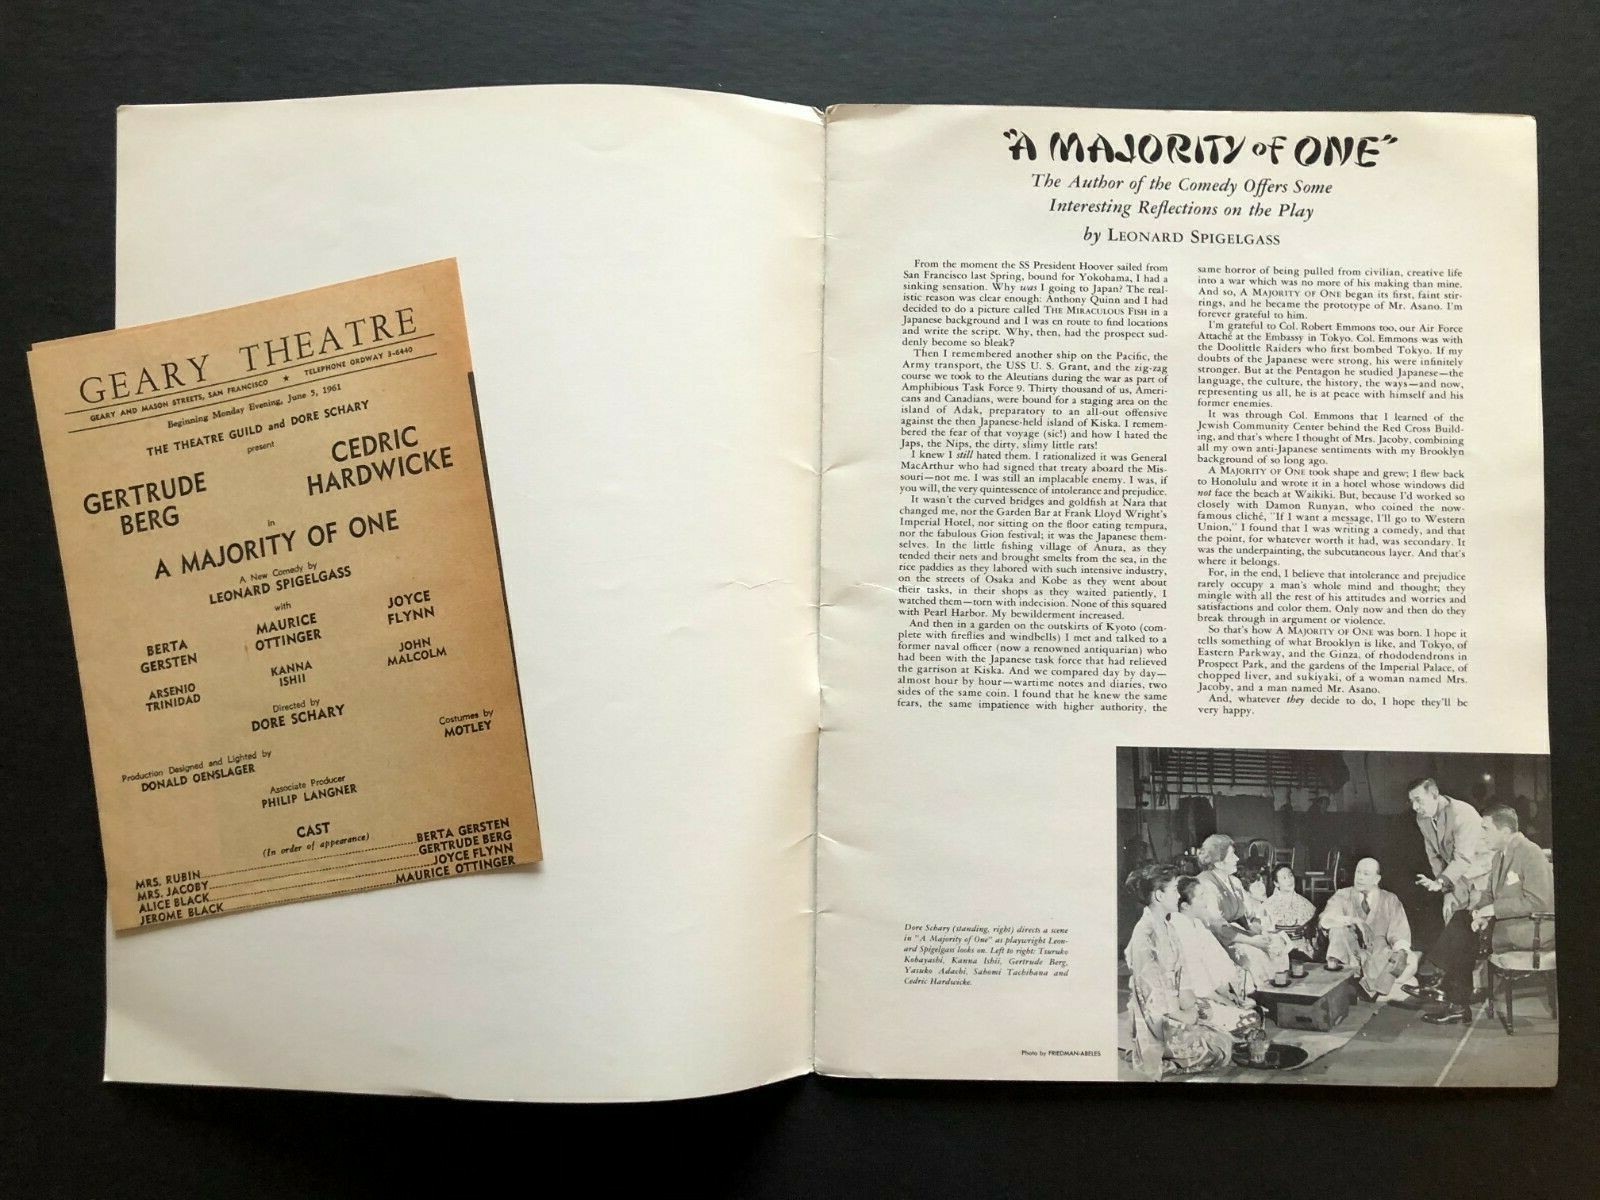 GEARY THEATRE
GEARY AND MASON STREETS, SAN FRANCISCO ★ TELEPHONE ORDWAY 3-6440
Beginning Monday Evening, June 5, 1961
THE THEATRE GUILD and DORE SCHARY
present
GERTRUDE
BERG
CEDRIC
HARDWICKE
in
A MAJORITY OF ONE
A New Comedy by
LEONARD SPIGELGASS
with
BERTA
GERSTEN
MAURICE
OTTINGER
JOYCE
FLYNN
ARSENIO
TRINIDAD
KANNA
ISHII
JOHN
MALCOLM
Directed by
DORE SCHARY
Production Designed and Lighted by
DONALD OENSLAGER
Costumes by
MOTLEY
Associate Producer
PHILIP LANGNER
CAST
(In order of appearance)
MRS. RUBIN BERTA GERSTEN
MRS. JACOBY GERTRUDE BERG
ALICE BLACK JOYCE FLYNN
JEROME BLACK MAURICE OTTINGER
"A MAJORITY OF ONE"
The Author of the Comedy Offers Some
Interesting Reflections on the Play
by LEONARD SPIGELGASS
From the moment the SS President Hoover sailed from
San Francisco last Spring, bound for Yokohama, I had a
sinking sensation. Why was I going to Japan? The real-
istic reason was clear enough: Anthony Quinn and I had
decided to do a picture called THE MIRACULOUS FISH in a
Japanese background and I was en route to find locations
and write the script. Why, then, had the prospect sud-
denly become so bleak?
Then I remembered another ship on the Pacific, the
Army transport, the USS U. S. Grant, and the zig-zag
course we took to the Aleutians during the war as part of
Amphibious Task Force 9. Thirty thousand of us, Ameri-
cans and Canadians, were bound for a staging area on the
island of Adak, preparatory to an all-out offensive
against the then Japanese-held island of Kiska. I remem-
bered the fear of that voyage (sic!) and how I hated the
Japs, the Nips, the dirty, slimy little rats!
I knew I still hated them. I rationalized it was General
MacArthur who had signed that treaty aboard the Mis-
souri—not me. I was still an implacable enemy. I was, if
you will, the very quintessence of intolerance and prejudice.
It wasn't the curved bridges and goldfish at Nara that
changed me, nor the Garden Bar at Frank Lloyd Wright's
Imperial Hotel, nor sitting on the floor eating tempura,
nor the fabulous Gion festival; it was the Japanese them-
selves. In the little fishing village of Anura, as they
tended their nets and brought smelts from the sea, in the
rice paddies as they labored with such intensive industry,
on the streets of Osaka and Kobe as they went about
their tasks, in their shops as they waited patiently, I
watched them—torn with indecision. None of this squared
with Pearl Harbor. My bewilderment increased.
And then in a garden on the outskirts of Kyoto (com-
plete with fireflies and windbells) I met and talked to a
former naval officer (now a renowned antiquarian) who
had been with the Japanese task force that had relieved
the garrison at Kiska. And we compared day by day—
almost hour by hour—wartime notes and diaries, two
sides of the same coin. I found that he knew the same
fears, the same impatience with higher authority, the
same horror of being pulled from civilian, creative life
into a war which was no more of his making than mine.
And so, A MAJORITY OF ONE began its first, faint stir-
rings, and he became the prototype of Mr. Asano. I'm
forever grateful to him.
I'm grateful to Col. Robert Emmons too, our Air Force
Attaché at the Embassy in Tokyo. Col. Emmons was with
the Doolittle Raiders who first bombed Tokyo. If my
doubts of the Japanese were strong, his were infinitely
stronger. But at the Pentagon he studied Japanese—the
language, the culture, the history, the ways—and now,
representing us all, he is at peace with himself and his
former enemies.
It was through Col. Emmons that I learned of the
Jewish Community Center behind the Red Cross Build-
ing, and that's where I thought of Mrs. Jacoby, combining
all my own anti-Japanese sentiments with my Brooklyn
background of so long ago.
A MAJORITY OF ONE took shape and grew; I flew back
to Honolulu and wrote it in a hotel whose windows did
not face the beach at Waikiki. But, because I'd worked so
closely with Damon Runyan, who coined the now-
famous cliché, "If I want a message, I'll go to Western
Union," I found that I was writing a comedy, and that
the point, for whatever worth it had, was secondary. It
was the underpainting, the subcutaneous layer. And that's
where it belongs.
For, in the end, I believe that intolerance and prejudice
rarely occupy a man's whole mind and thought; they
mingle with all the rest of his attitudes and worries and
satisfactions and color them. Only now and then do they
break through in argument or violence.
So that's how A MAJORITY OF ONE was born. I hope it
tells something of what Brooklyn is like, and Tokyo, of
Eastern Parkway, and the Ginza, of rhododendrons in
Prospect Park, and the gardens of the Imperial Palace, of
chopped liver, and sukiyaki, of a woman named Mrs.
Jacoby, and a man named Mr. Asano.
And, whatever they decide to do, I hope they'll be
very happy.
Dore Schary (standing, right) directs a scene
in "A Majority of One" as playwright Leon-
ard Spigelgass looks on. Left to right: Tsuruko
Kobayashi, Kanna Ishii, Gertrude Berg,
Yasuko Adachi, Sahomi Tachibana and
Cedric Hardwicke.
Photo by FRIEDMAN-ABELES